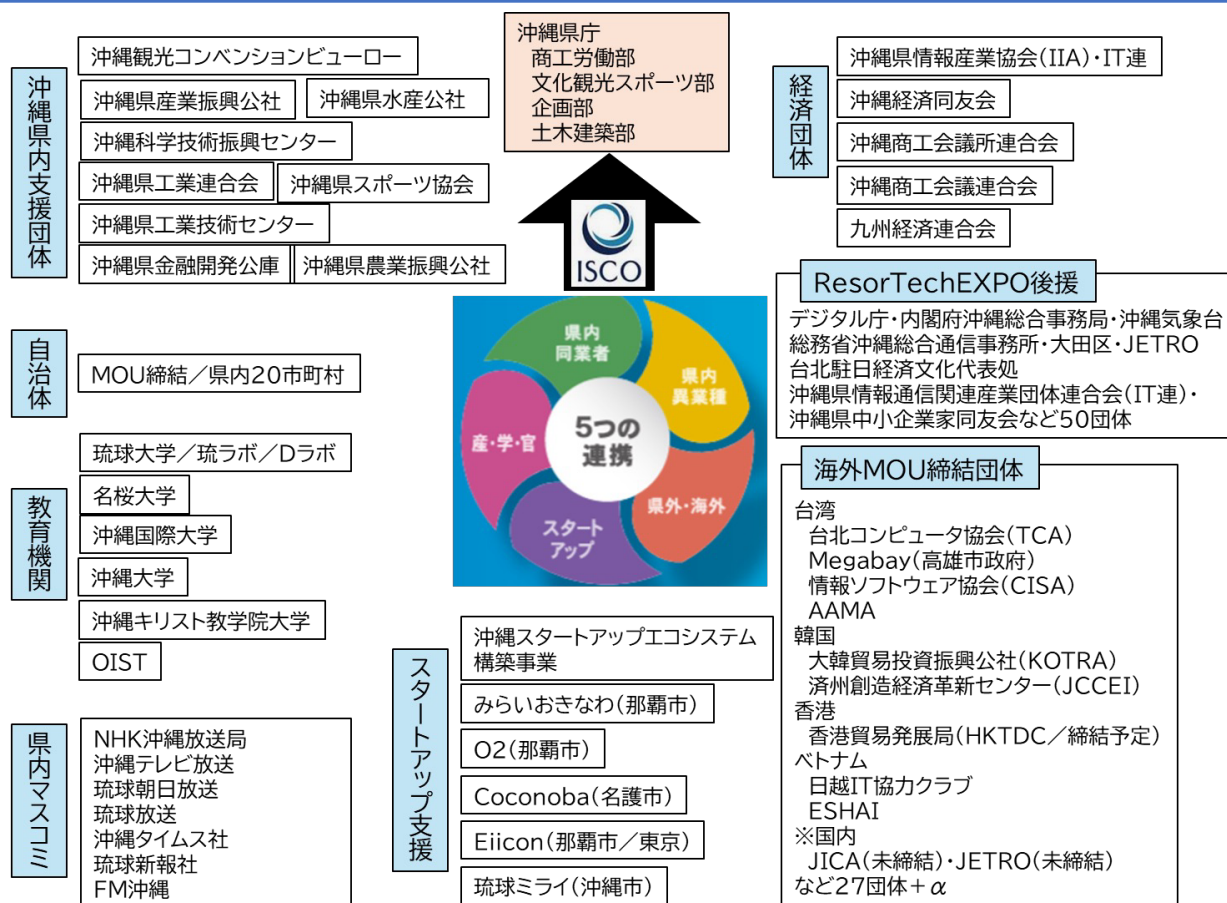 沖縄県内支援団体
沖縄観光コンベンションビューロー
沖縄県産業振興公社
沖縄県水産公社
沖縄科学技術振興センター
沖縄県工業連合会
沖縄県スポーツ協会
沖縄県工業技術センター
沖縄県金融開発公庫
沖縄県農業振興公社
自治体
MOU締結／県内20市町村
教育機関
琉球大学／琉ラボ／Dラボ
名桜大学
沖縄国際大学
沖縄大学
沖縄キリスト教学院大学
OIST
県内マスコミ
NHK沖縄放送局
沖縄テレビ放送
琉球朝日放送
琉球放送
沖縄タイムス社
琉球新報社
FM沖縄
沖縄県庁
商工労働部
文化観光スポーツ部
企画部
土木建築部
ISCO
県内
同業者
県内
異業種
県外・海外
スタート
アップ
産・学・官
5つの
連携
スタートアップ支援
沖縄スタートアップエコシステム
構築事業
みらいおきなわ(那覇市)
O2(那覇市)
Coconoba(名護市)
Eiicon(那覇市／東京)
琉球ミライ(沖縄市)
経済団体
沖縄県情報産業協会(IIA)・IT連
沖縄経済同友会
沖縄商工会議所連合会
沖縄商工会議連合会
九州経済連合会
ResorTechEXPO後援
デジタル庁・内閣府沖縄総合事務局・沖縄気象台
総務省沖縄総合通信事務所・大田区・JETRO
台北駐日経済文化代表処
沖縄県情報通信関連産業団体連合会(IT連)・
沖縄県中小企業家同友会など50団体
海外MOU締結団体
台湾
台北コンピュータ協会(TCA)
Megabay(高雄市政府)
情報ソフトウェア協会(CISA)
AAMA
韓国
大韓貿易投資振興公社(KOTRA)
済州創造経済革新センター(JCCEI)
香港
香港貿易発展局(HKTDC／締結予定)
ベトナム
日越IT協力クラブ
ESHAI
※国内
JICA(未締結)・JETRO(未締結)
など27団体＋α